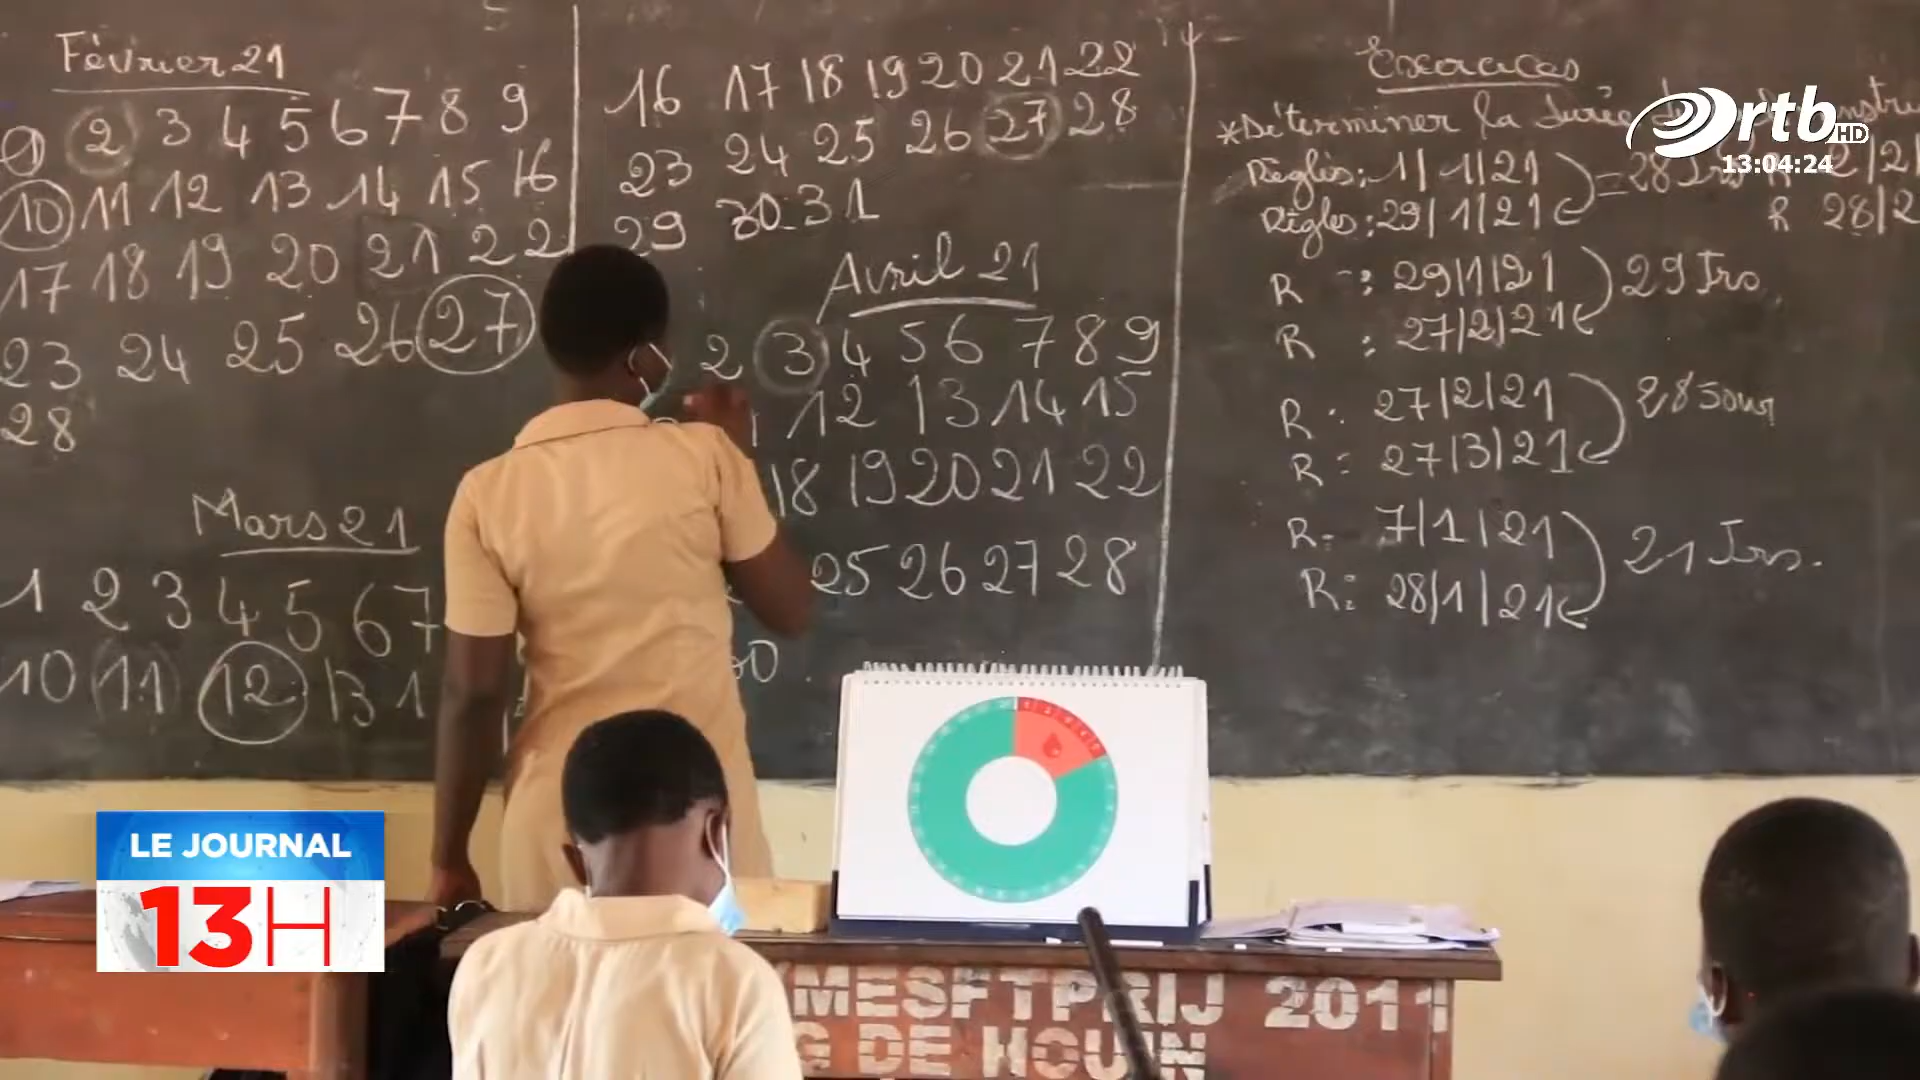 Février 21
2 3 4 5 6 7 8 9
10 11 12 13 14 15 16
17 18 19 20 21 22
23 24 25 26 27
28
Mars 21
1 2 3 4 5 6 7
10 11 12 13 1
16 17 18 19 20 21 22
23 24 25 26 27 28
29 30 31
Avril 21
2 3 4 5 6 7 8 9
12 13 14 15
18 19 20 21 22
25 26 27 28
30
Exercices
*Déterminer la durée
Règles: 1/1/21
Règles: 29/1/21 = 28 Jrs
R 28/2
R : 29/1/21
R : 27/2/21 29 Jrs
R : 27/2/21
R : 27/3/21 28 Jour
R: 7/1/21
R: 28/1/21 21 Jrs.
rtb HD
13:04:24
LE JOURNAL
13H
MESFTPRIJ 2011
G DE HOUIN